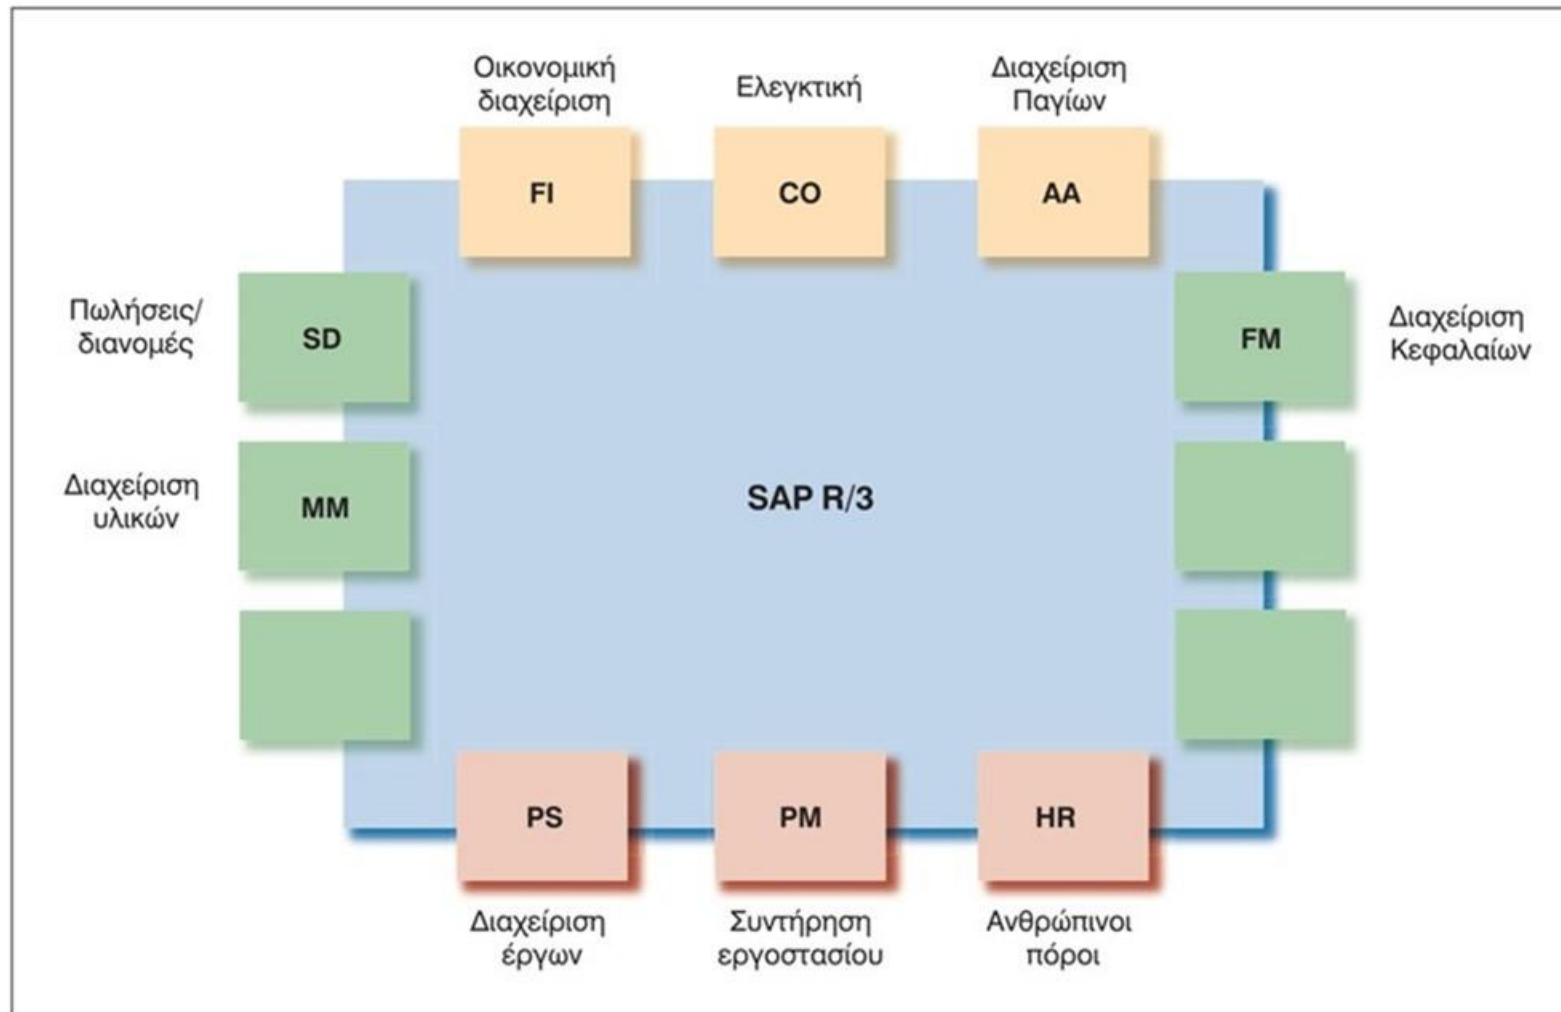 Οικονομική
διαχείριση
Ελεγκτική
Διαχείριση
Παγίων
FI
CO
AA
Πωλήσεις/
διανομές
SD
FM
Διαχείριση
Κεφαλαίων
Διαχείριση
υλικών
MM
SAP R/3
PS
PM
HR
Διαχείριση
έργων
Συντήρηση
εργοστασίου
Ανθρώπινοι
πόροι